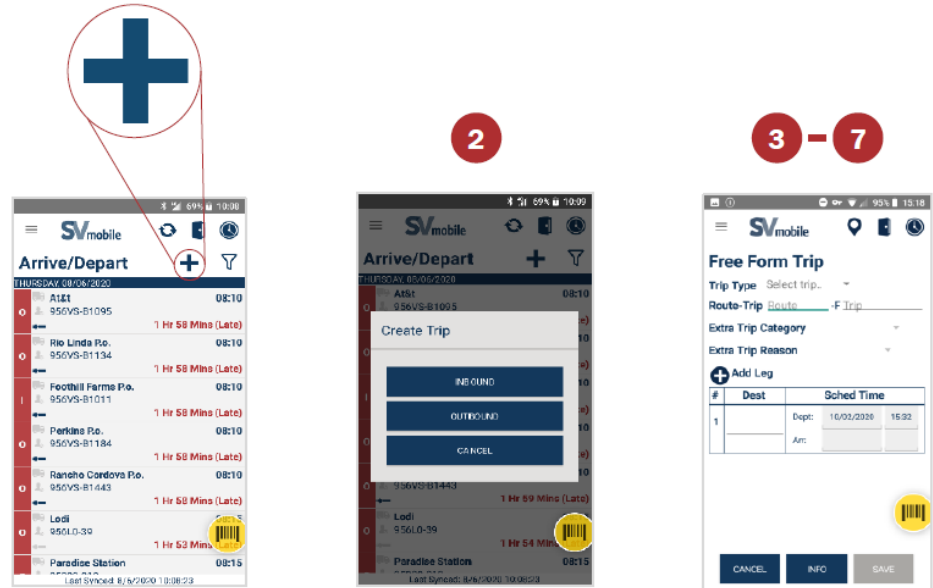 2
3 – 7
69% 10:08
SVmobile
Arrive/Depart
THURSDAY, 08/06/2020
At&t 08:10
O 956VS-B1095
1 Hr 58 Mins (Late)
Rio Linda P.o. 08:10
O 956VS-B1134
1 Hr 58 Mins (Late)
Foothill Farms P.o. 08:10
I 956VS-B1011
1 Hr 58 Mins (Late)
Perkins P.o. 08:10
O 956VS-B1184
1 Hr 58 Mins (Late)
Rancho Cordova P.o. 08:10
O 956VS-B1443
1 Hr 58 Mins (Late)
Lodi 08:15
O 956L0-39
1 Hr 53 Mins (Late)
Paradise Station 08:15
Last Synced: 8/6/2020 10:08:23
69% 10:09
SVmobile
Arrive/Depart
THURSDAY, 08/06/2020
At&t 08:10
O 956VS-B1095
Create Trip
INBOUND
OUTBOUND
CANCEL
O 956VS-B1443
1 Hr 59 Mins (Late)
Lodi
O 956L0-39
1 Hr 54 Mins
Paradise Station 08:15
Last Synced: 8/6/2020 10:08:23
95% 15:18
SVmobile
Free Form Trip
Trip Type Select trip..
Route-Trip Route -F Trip
Extra Trip Category
Extra Trip Reason
Add Leg
# Dest Sched Time
1 Dept: 10/02/2020 15:32
Arr:
CANCEL INFO SAVE